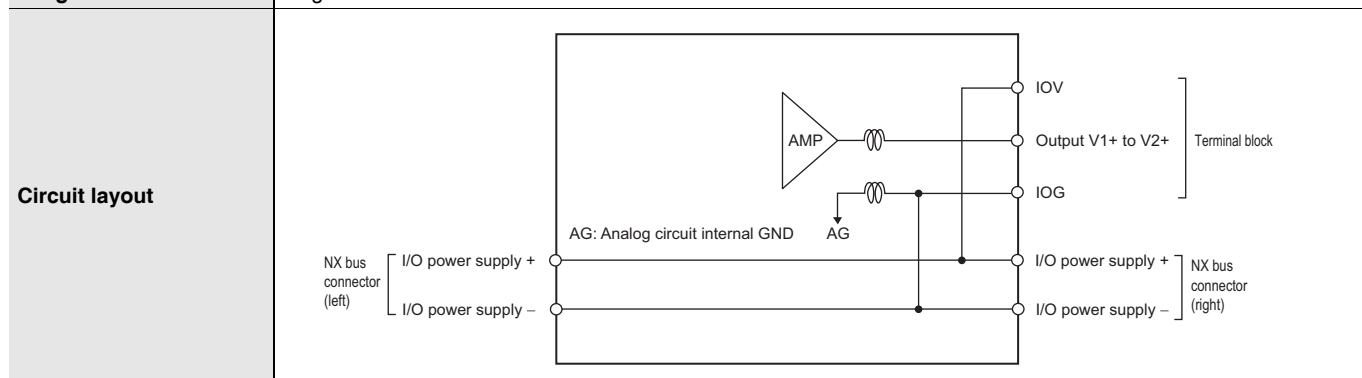 Circuit layout
IOV
AMP
Output V1+ to V2+
Terminal block
IOG
AG: Analog circuit internal GND
AG
NX bus
connector
(left)
I/O power supply +
I/O power supply −
I/O power supply +
I/O power supply −
NX bus
connector
(right)